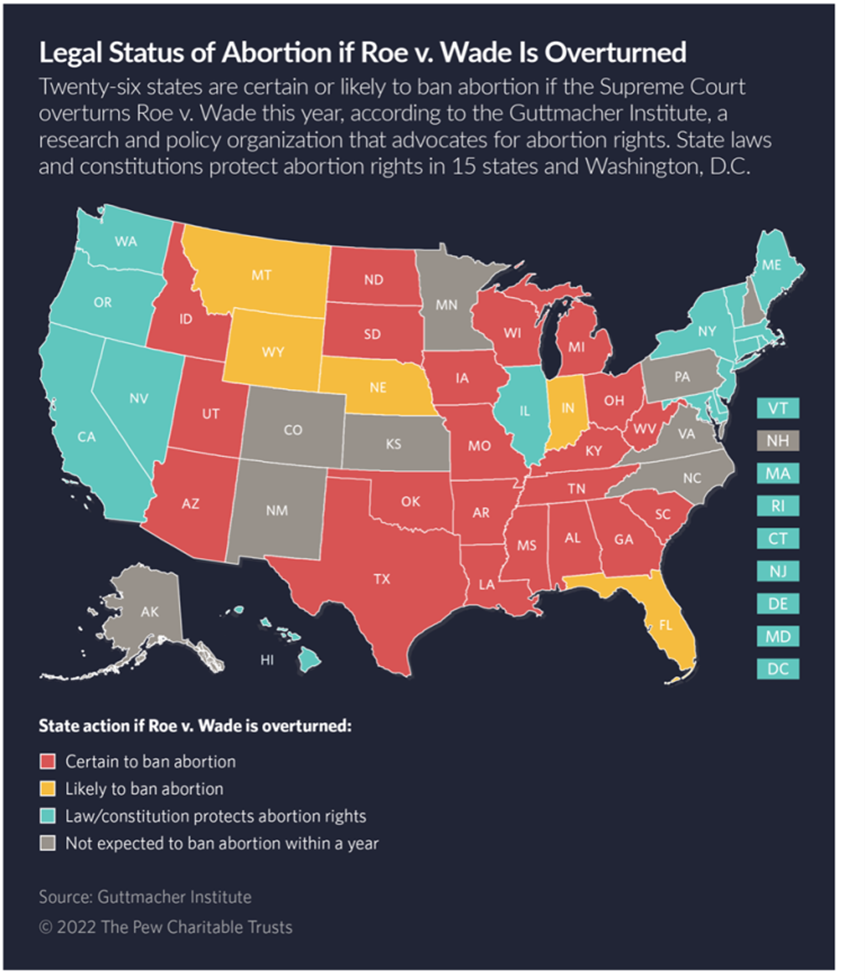 Legal Status of Abortion if Roe v. Wade Is Overturned
Twenty-six states are certain or likely to ban abortion if the Supreme Court
overturns Roe v. Wade this year, according to the Guttmacher Institute, a
research and policy organization that advocates for abortion rights. State laws
and constitutions protect abortion rights in 15 states and Washington, D.C.
WA
MT
ND
MN
ME
OR
ID
SD
WI
MI
NY
WY
NE
IA
PA
NV
UT
CO
KS
IL
IN
OH
WV
VA
CA
MO
KY
NC
AZ
NM
OK
AR
TN
SC
TX
MS
AL
GA
LA
FL
AK
HI
VT
NH
MA
RI
CT
NJ
DE
MD
DC
State action if Roe v. Wade is overturned:
Certain to ban abortion
Likely to ban abortion
Law/constitution protects abortion rights
Not expected to ban abortion within a year
Source: Guttmacher Institute
© 2022 The Pew Charitable Trusts